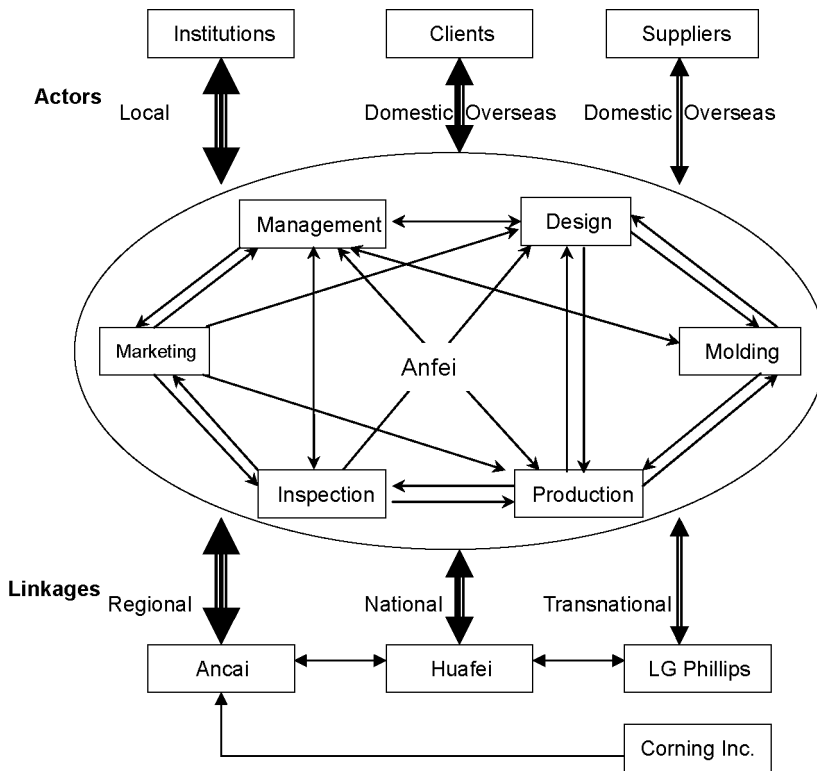 Institutions
Clients
Suppliers
Actors
Local
Domestic
Overseas
Domestic
Overseas
Management
Design
Marketing
Anfei
Molding
Inspection
Production
Linkages
Regional
National
Transnational
Ancai
Huafei
LG Phillips
Corning Inc.